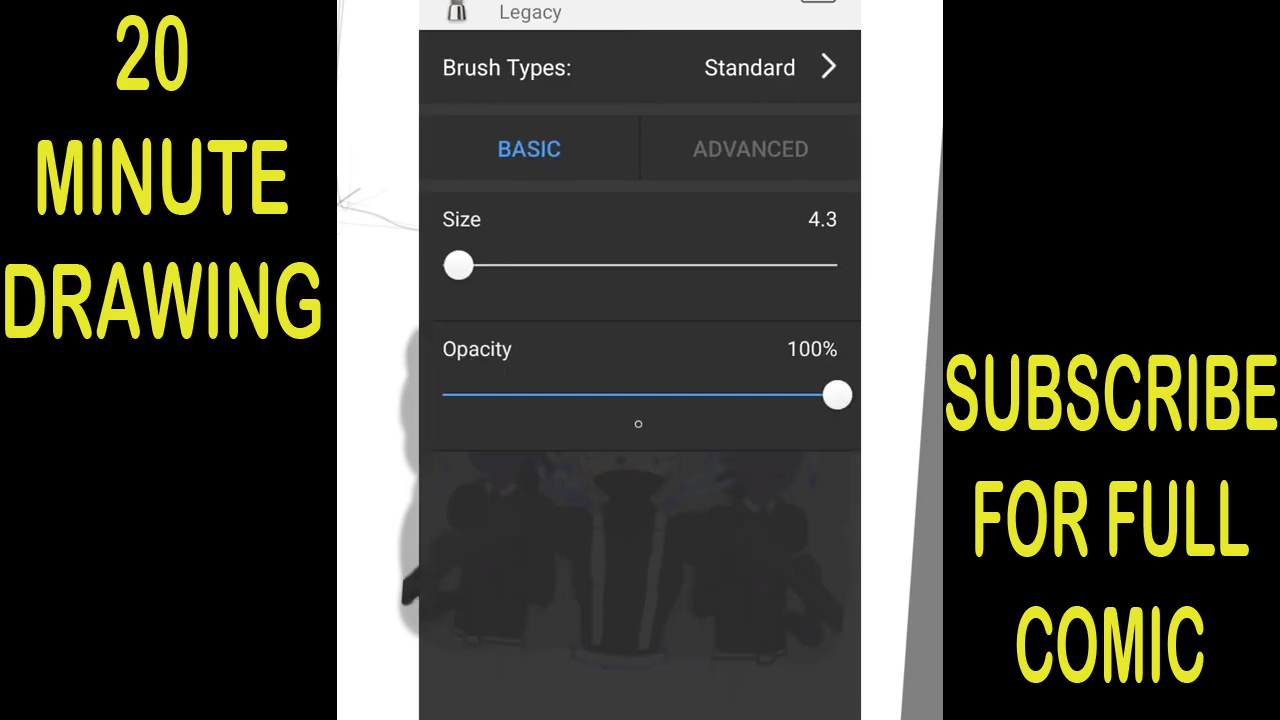 20
MINUTE
DRAWING
Legacy
Brush Types: Standard
BASIC ADVANCED
Size 4.3
Opacity 100%
SUBSCRIBE
FOR FULL
COMIC